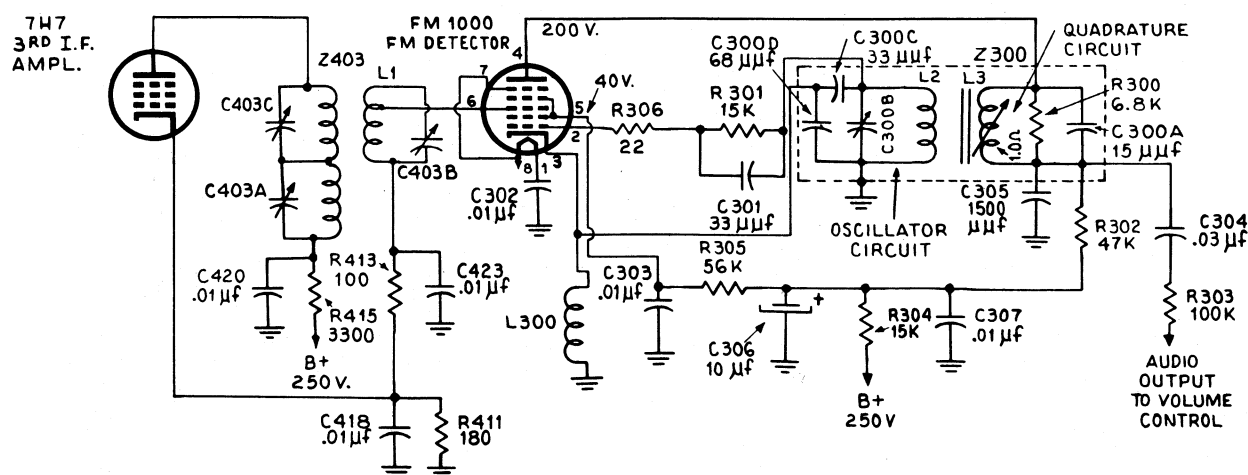 7H7
3RD I.F.
AMPL.
Z403
C403C
C403A
L1
C403B
C420
.01µf
R415
3300
B+
250 V.
R413
100
C423
.01µf
C418
.01µf
R411
180
FM 1000
FM DETECTOR
200 V.
4
7
6
40V.
5
2
8
1
3
C302
.01µf
R306
22
R301
15K
C301
33µµf
C300D
68µµf
C300C
33µµf
C300B
L2
OSCILLATOR
CIRCUIT
L3
Z300
1.0Ω
QUADRATURE
CIRCUIT
R300
6.8K
C300A
15µµf
C305
1500
µµf
R302
47K
C304
.03µf
R303
100K
AUDIO
OUTPUT
TO VOLUME
CONTROL
L300
C303
.01µf
R305
56K
+
C306
10µf
R304
15K
B+
250V
C307
.01µf